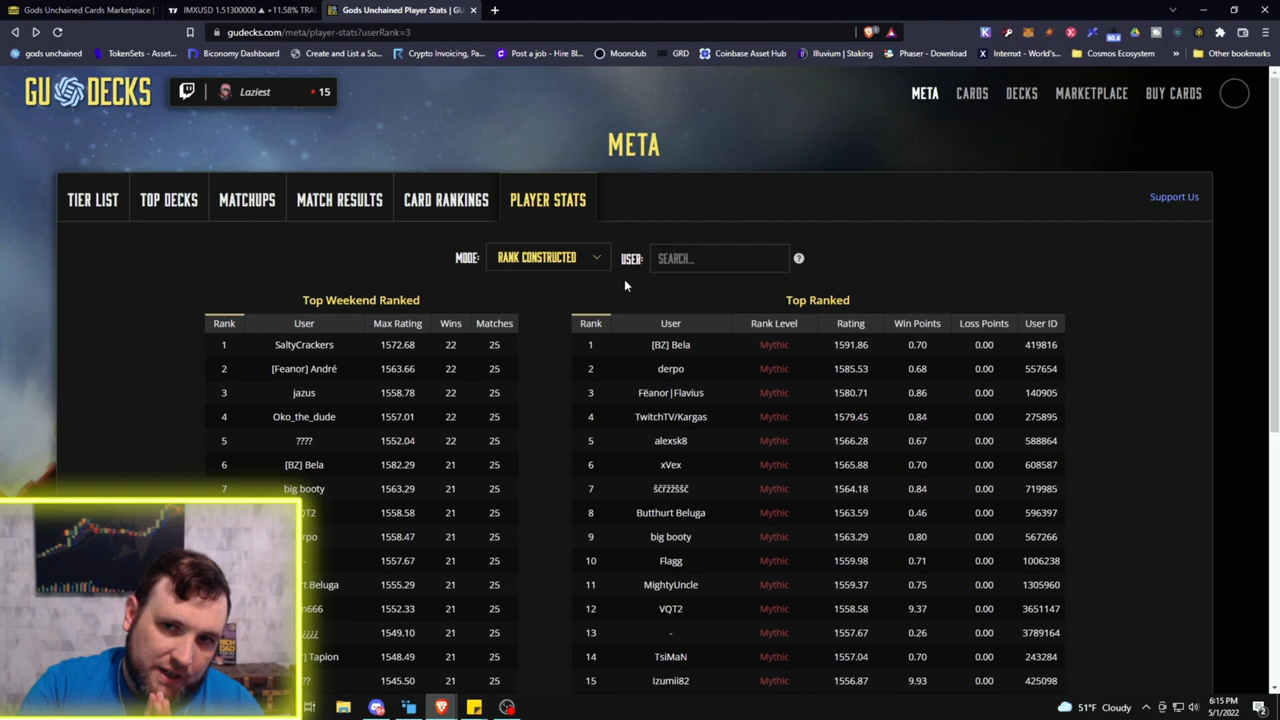 Gods Unchained Cards Marketplace |
IMXUSD 1.51300000 ▲ +11.58% TRA
Gods Unchained Player Stats | GU
gudecks.com/meta/player-stats?userRank=3
gods unchained
TokenSets - Asset...
Biconomy Dashboard
Create and List a So...
Crypto Invoicing, Pa...
Post a job - Hire Bl...
Moonclub
GRD
Coinbase Asset Hub
Illuvium | Staking
Phaser - Download
Internxt - World's...
Cosmos Ecosystem
»
Other bookmarks
GU DECKS
Laziest
15
META
CARDS
DECKS
MARKETPLACE
BUY CARDS
META
TIER LIST
TOP DECKS
MATCHUPS
MATCH RESULTS
CARD RANKINGS
PLAYER STATS
Support Us
MODE:
RANK CONSTRUCTED
USER:
SEARCH...
?
Top Weekend Ranked
Rank User Max Rating Wins Matches
1 SaltyCrackers 1572.68 22 25
2 [Feanor] André 1563.66 22 25
3 jazus 1558.78 22 25
4 Oko_the_dude 1557.01 22 25
5 ???? 1552.04 22 25
6 [BZ] Bela 1582.29 21 25
7 big booty 1563.29 21 25
QT2 1558.58 21 25
rpo 1558.47 21 25
- 1557.67 21 25
rt Beluga 1555.29 21 25
666 1552.33 21 25
¿¿¿ 1549.10 21 25
] Tapion 1548.49 21 25
?? 1545.50 21 25
Top Ranked
Rank User Rank Level Rating Win Points Loss Points User ID
1 [BZ] Bela Mythic 1591.86 0.70 0.00 419816
2 derpo Mythic 1585.53 0.68 0.00 557654
3 Fëanor|Flavius Mythic 1580.71 0.86 0.00 140905
4 TwitchTV/Kargas Mythic 1579.45 0.84 0.00 275895
5 alexsk8 Mythic 1566.28 0.67 0.00 588864
6 xVex Mythic 1565.88 0.70 0.00 608587
7 Mythic 1564.18 0.84 0.00 719985
8 Butthurt Beluga Mythic 1563.59 0.46 0.00 596397
9 big booty Mythic 1563.29 0.80 0.00 567266
10 Flagg Mythic 1559.98 0.71 0.00 1006238
11 MightyUncle Mythic 1559.37 0.75 0.00 1305960
12 VQT2 Mythic 1558.58 9.37 0.00 3651147
13 - Mythic 1557.67 0.26 0.00 3789164
14 TsiMaN Mythic 1557.04 0.70 0.00 243284
15 Izumii82 Mythic 1556.87 9.93 0.00 425098
RICH
DAD
51°F Cloudy
6:15 PM
5/1/2022
2